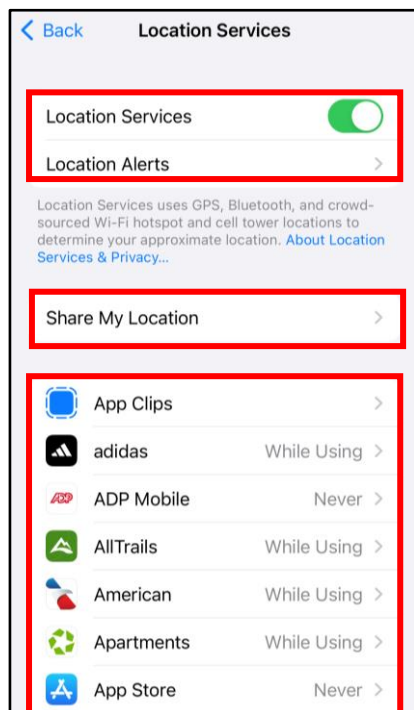 Back Location Services
Location Services
Location Alerts
Location Services uses GPS, Bluetooth, and crowd-
sourced Wi-Fi hotspot and cell tower locations to
determine your approximate location. About Location
Services & Privacy...
Share My Location
App Clips
adidas While Using
ADP Mobile Never
AllTrails While Using
American While Using
Apartments While Using
App Store Never